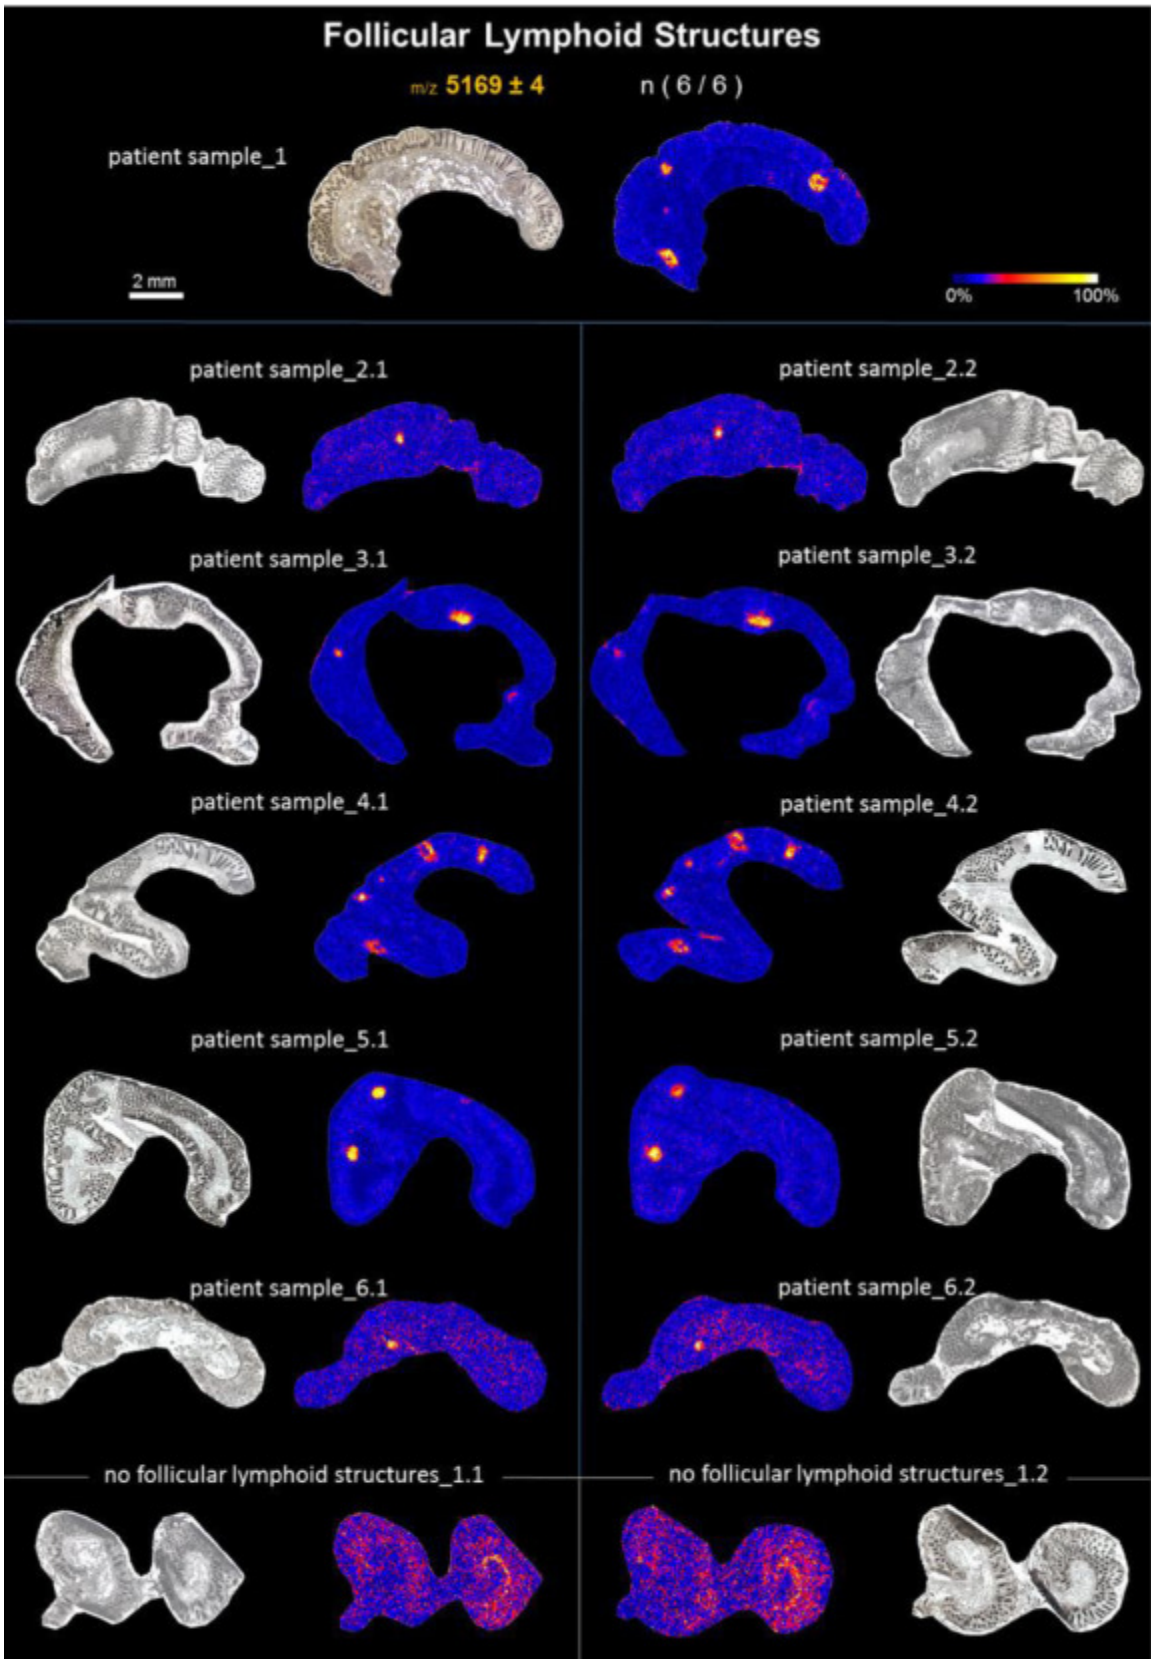 Follicular Lymphoid Structures
m/z 5169 ± 4 n ( 6 / 6 )
patient sample_1
2 mm
0% 100%
patient sample_2.1 patient sample_2.2
patient sample_3.1 patient sample_3.2
patient sample_4.1 patient sample_4.2
patient sample_5.1 patient sample_5.2
patient sample_6.1 patient sample_6.2
no follicular lymphoid structures_1.1 no follicular lymphoid structures_1.2